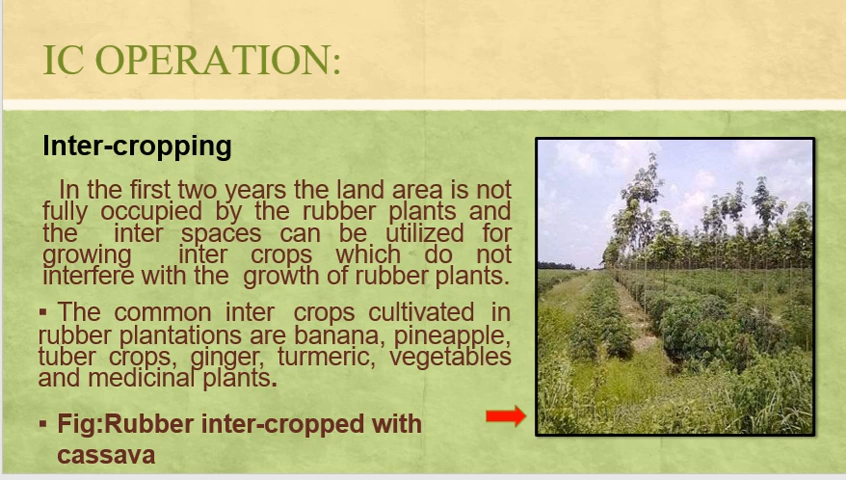 IC OPERATION:
Inter-cropping
In the first two years the land area is not
fully occupied by the rubber plants and
the inter spaces can be utilized for
growing inter crops which do not
interfere with the growth of rubber plants.
▪ The common inter crops cultivated in
rubber plantations are banana, pineapple,
tuber crops, ginger, turmeric, vegetables
and medicinal plants.
▪ Fig:Rubber inter-cropped with
cassava